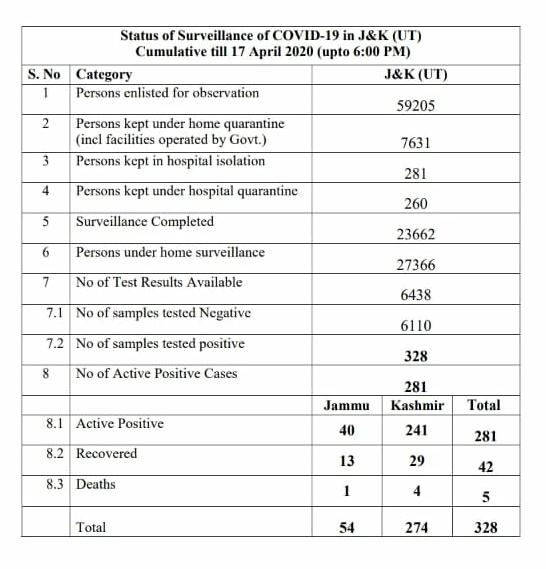 Status of Surveillance of COVID-19 in J&K (UT)
Cumulative till 17 April 2020 (upto 6:00 PM)
S. No Category J&K (UT)
1 Persons enlisted for observation 59205
2 Persons kept under home quarantine
(incl facilities operated by Govt.) 7631
3 Persons kept in hospital isolation 281
4 Persons kept under hospital quarantine 260
5 Surveillance Completed 23662
6 Persons under home surveillance 27366
7 No of Test Results Available 6438
7.1 No of samples tested Negative 6110
7.2 No of samples tested positive 328
8 No of Active Positive Cases 281
Jammu Kashmir Total
8.1 Active Positive 40 241 281
8.2 Recovered 13 29 42
8.3 Deaths 1 4 5
Total 54 274 328